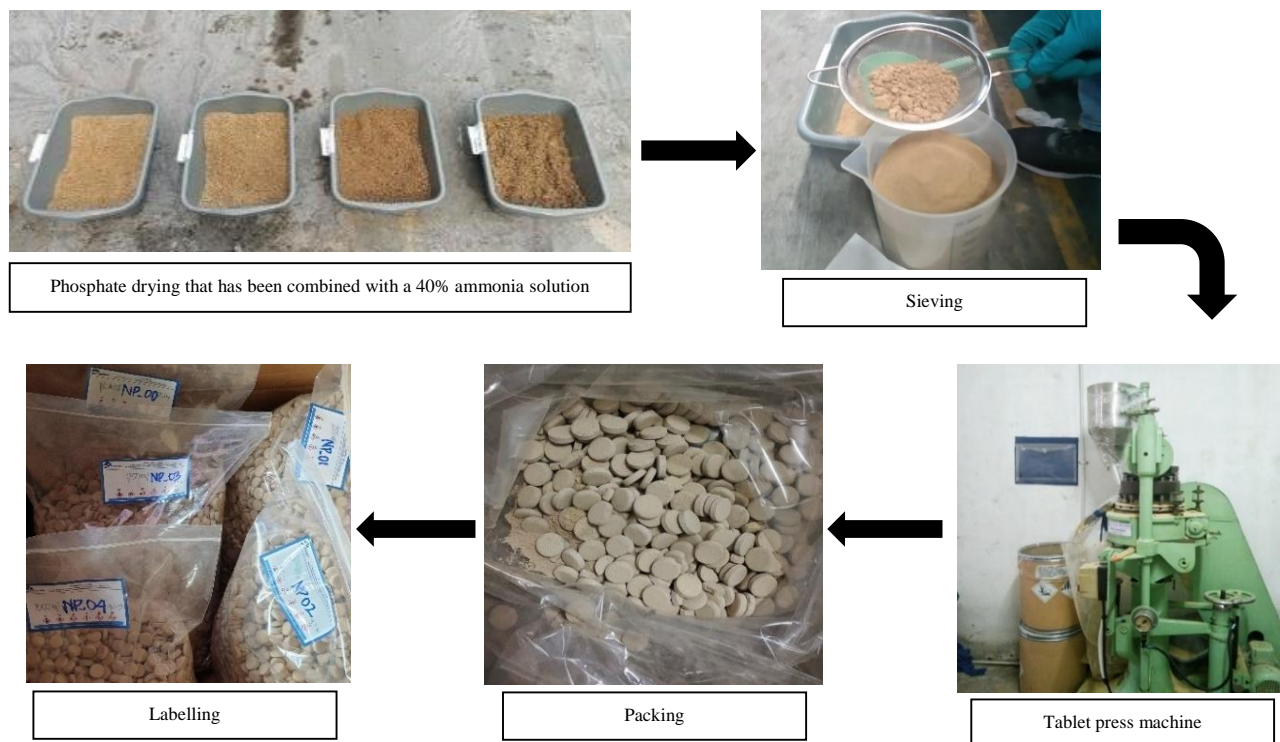 Phosphate drying that has been combined with a 40% ammonia solution
Sieving
NP.00
NP.03
NP.01
NP.04
NP.02
Labelling
Packing
Tablet press machine